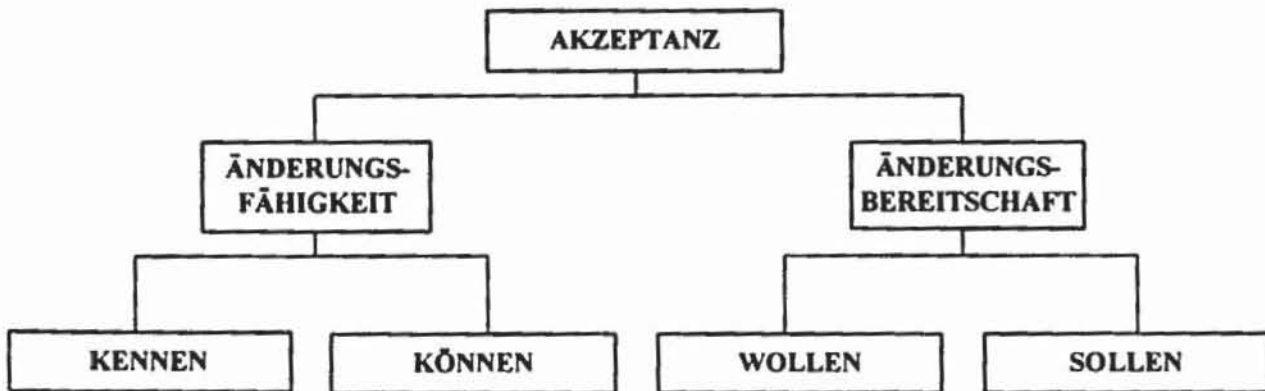 AKZEPTANZ
ÄNDERUNGS-
FÄHIGKEIT
ÄNDERUNGS-
BEREITSCHAFT
KENNEN
KÖNNEN
WOLLEN
SOLLEN